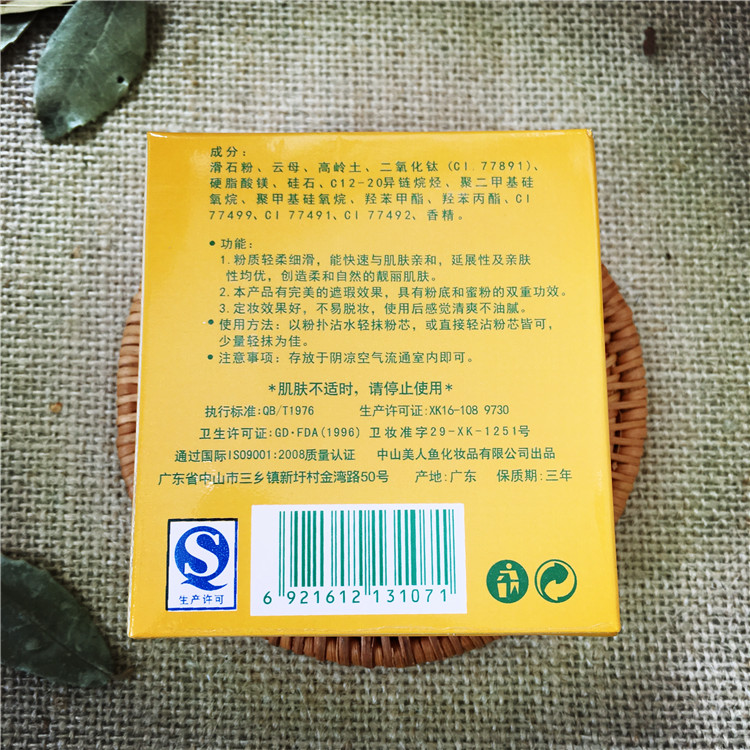 成分:
滑石粉、云母、高岭土、二氧化钛(CI 77891)、
硬脂酸镁、硅石、C12-20异链烷烃、聚二甲基硅
氧烷、聚甲基硅氧烷、羟苯甲酯、羟苯丙酯、CI
77499、CI 77491、CI 77492、香精。
•功能:
1.粉质轻柔细滑，能快速与肌肤亲和，延展性及亲肤
性均优，创造柔和自然的靓丽肌肤。
2.本产品有完美的遮瑕效果，具有粉底和蜜粉的双重功效。
3.定妆效果好，不易脱妆，使用后感觉清爽不油腻。
•使用方法：以粉扑沾水轻抹粉芯，或直接轻沾粉芯皆可，
少量轻抹为佳。
•注意事项：存放于阴凉空气流通室内即可。
*肌肤不适时，请停止使用*
执行标准:QB/T1976 生产许可证:XK16-108 9730
卫生许可证:GD·FDA(1996)卫妆准字29-XK-1251号
通过国际ISO9001:2008质量认证 中山美人鱼化妆品有限公司出品
广东省中山市三乡镇新圩村金湾路50号 产地:广东 保质期:三年
生产许可
6 921612 131071